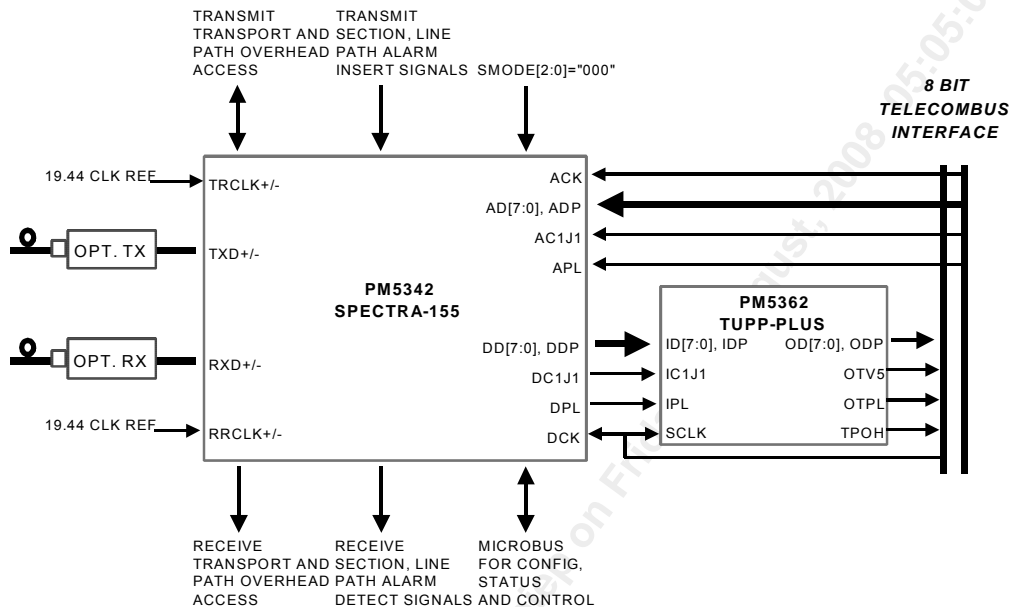 TRANSMIT
TRANSPORT AND
PATH OVERHEAD
ACCESS
TRANSMIT
SECTION, LINE
PATH ALARM
INSERT SIGNALS
SMODE[2:0]="000"
8 BIT
TELECOMBUS
INTERFACE
19.44 CLK REF
TRCLK+/-
OPT. TX
TXD+/-
OPT. RX
RXD+/-
19.44 CLK REF
RRCLK+/-
PM5342
SPECTRA-155
ACK
AD[7:0], ADP
AC1J1
APL
DD[7:0], DDP
DC1J1
DPL
DCK
PM5362
TUPP-PLUS
ID[7:0], IDP
IC1J1
IPL
SCLK
OD[7:0], ODP
OTV5
OTPL
TPOH
RECEIVE
TRANSPORT AND
PATH OVERHEAD
ACCESS
RECEIVE
SECTION, LINE
PATH ALARM
DETECT SIGNALS
MICROBUS
FOR CONFIG,
STATUS
AND CONTROL
2008 05:05:0